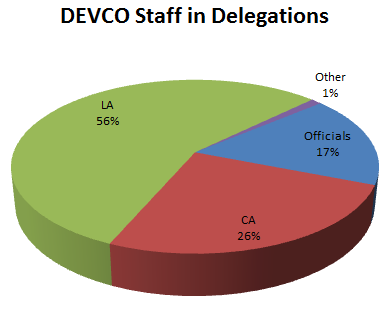 DEVCO Staff in Delegations
Other
1%
LA
56%
Officials
17%
CA
26%